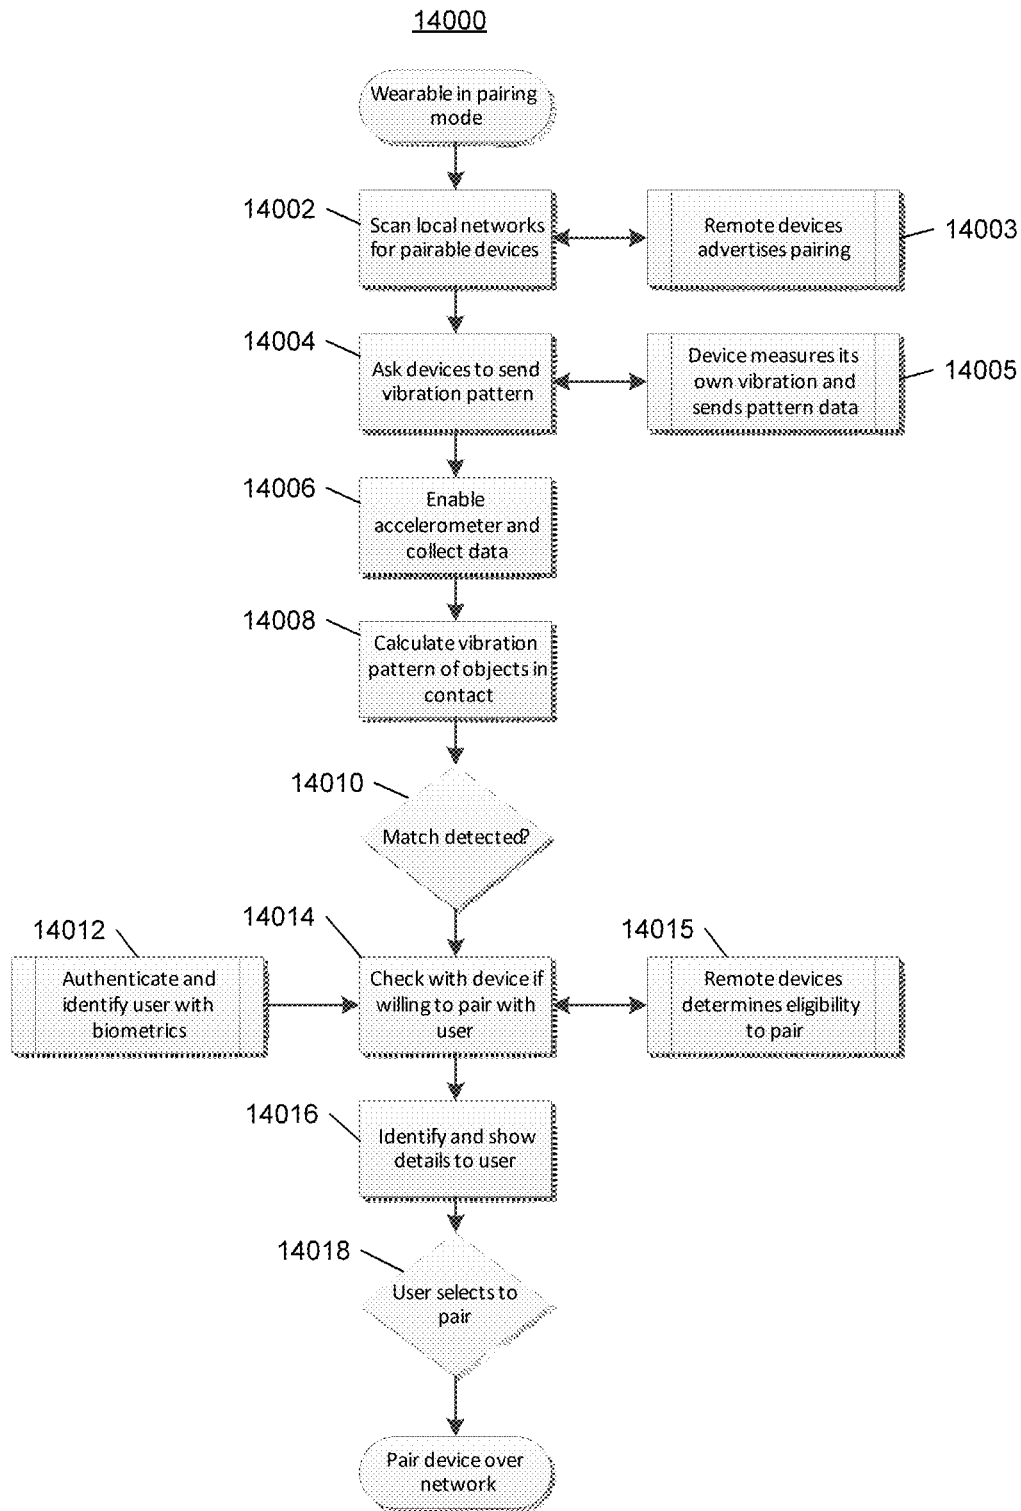 14000
Wearable in pairing
mode
14002
Scan local networks
for pairable devices
Remote devices
advertises pairing
14003
14004
Ask devices to send
vibration pattern
Device measures its
own vibration and
sends pattern data
14005
14006
Enable
accelerometer and
collect data
14008
Calculate vibration
pattern of objects in
contact
14010
Match detected?
14012
Authenticate and
identify user with
biometrics
14014
Check with device if
willing to pair with
user
14015
Remote devices
determines eligibility
to pair
14016
Identify and show
details to user
14018
User selects to
pair
Pair device over
network